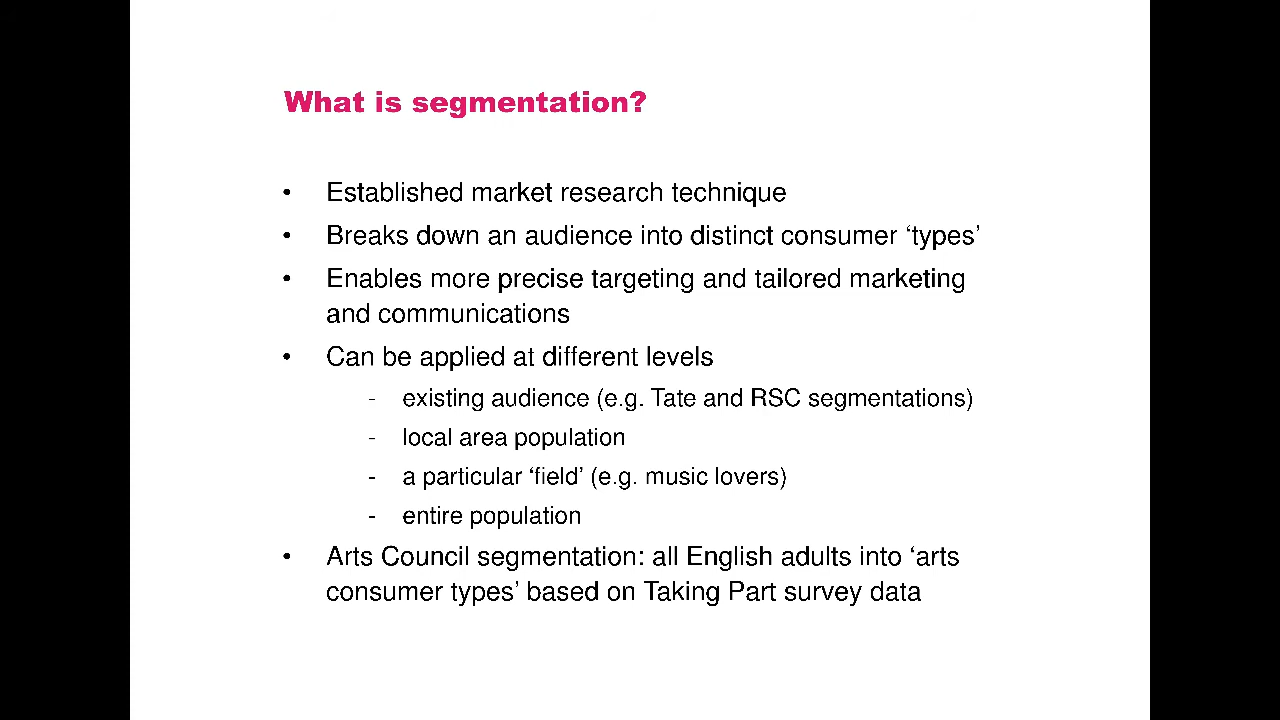 What is segmentation?
• Established market research technique
• Breaks down an audience into distinct consumer ‘types’
• Enables more precise targeting and tailored marketing
and communications
• Can be applied at different levels
- existing audience (e.g. Tate and RSC segmentations)
- local area population
- a particular ‘field’ (e.g. music lovers)
- entire population
• Arts Council segmentation: all English adults into ‘arts
consumer types’ based on Taking Part survey data